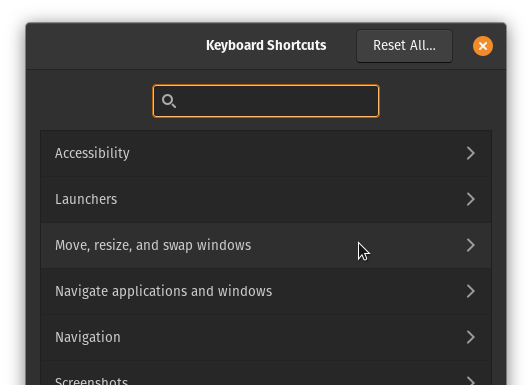 Keyboard Shortcuts
Reset All...
Accessibility
Launchers
Move, resize, and swap windows
Navigate applications and windows
Navigation
Screenshots